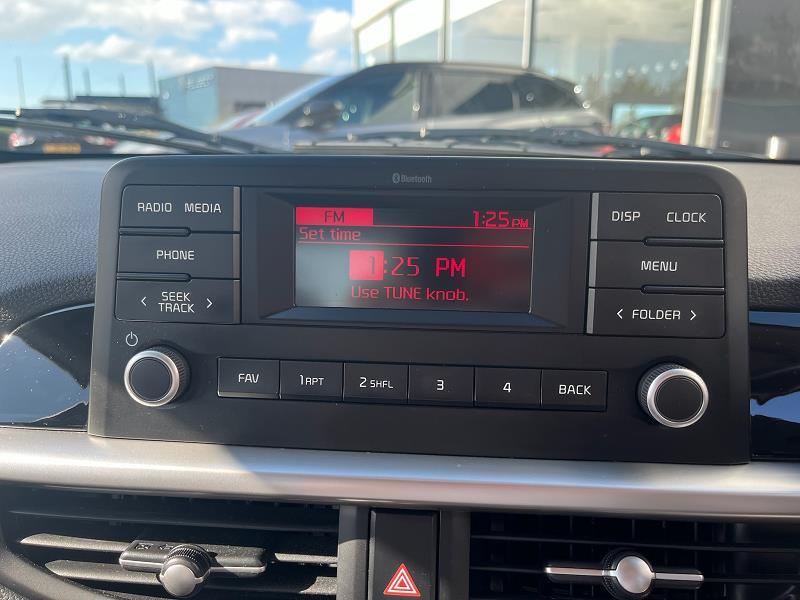 Bluetooth
RADIO MEDIA
PHONE
< SEEK TRACK >
FM 1:25 PM
Set time
1:25 PM
Use TUNE knob.
DISP CLOCK
MENU
< FOLDER >
FAV 1 RPT 2 SHFL 3 4 BACK